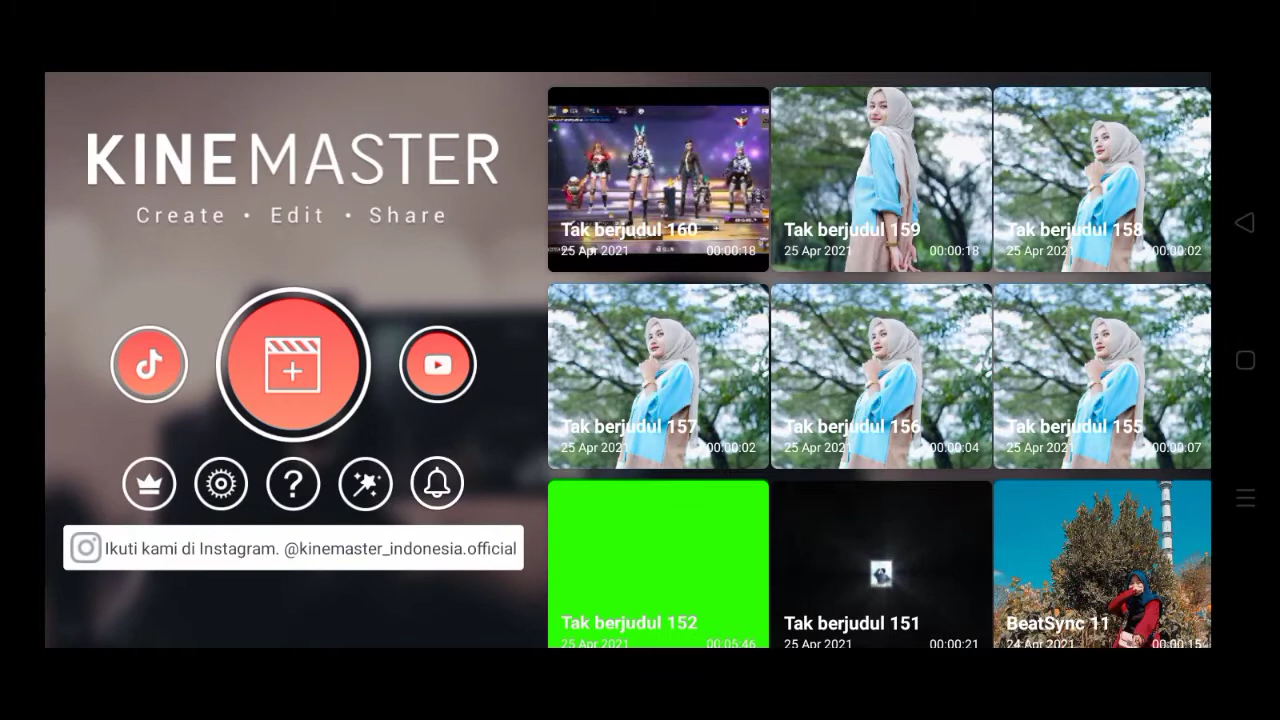 KINEMASTER
Create • Edit • Share
Ikuti kami di Instagram. @kinemaster_indonesia.official
Tak berjudul 160
25 Apr 2021 00:00:18
Tak berjudul 159
25 Apr 2021 00:00:18
Tak berjudul 158
25 Apr 2021 00:00:02
Tak berjudul 157
25 Apr 2021 00:00:02
Tak berjudul 156
25 Apr 2021 00:00:04
Tak berjudul 155
25 Apr 2021 00:00:07
Tak berjudul 152
25 Apr 2021 00:05:46
Tak berjudul 151
25 Apr 2021 00:00:21
BeatSync 11
24 Apr 2021 00:00:15